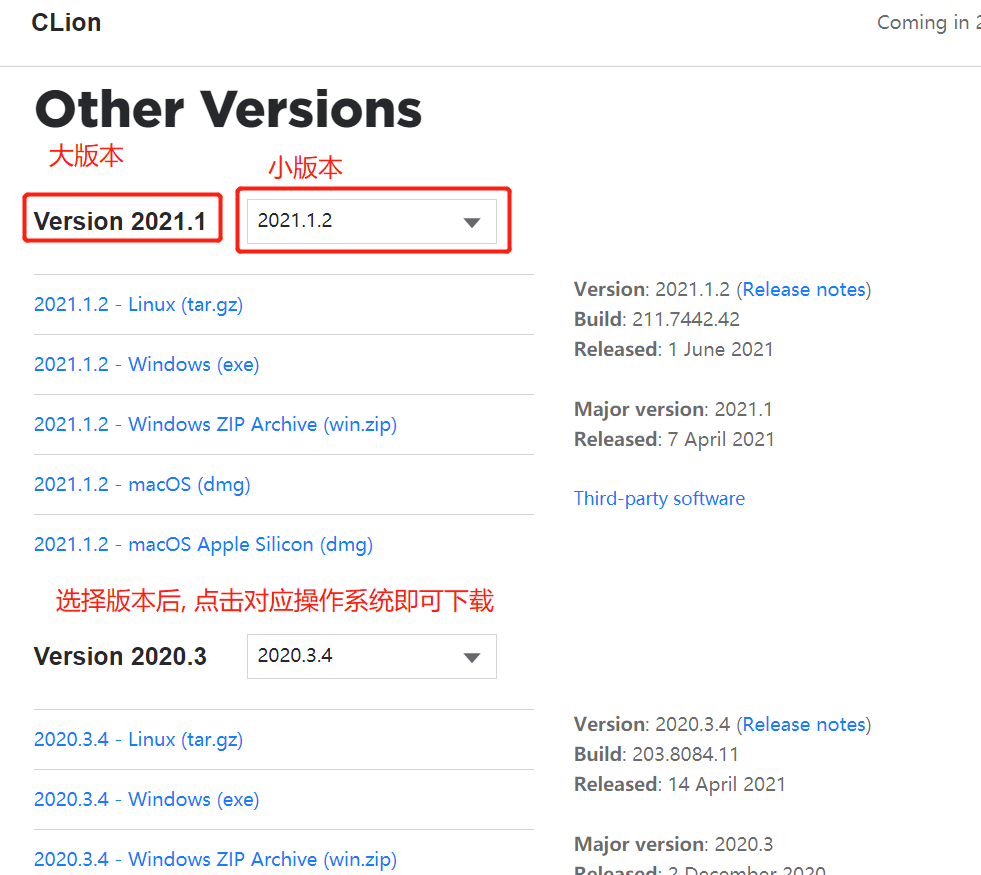 CLion
Coming in 2
Other Versions
大版本
小版本
Version 2021.1
2021.1.2
2021.1.2 - Linux (tar.gz)
2021.1.2 - Windows (exe)
2021.1.2 - Windows ZIP Archive (win.zip)
2021.1.2 - macOS (dmg)
2021.1.2 - macOS Apple Silicon (dmg)
Version: 2021.1.2 (Release notes)
Build: 211.7442.42
Released: 1 June 2021
Major version: 2021.1
Released: 7 April 2021
Third-party software
选择版本后, 点击对应操作系统即可下载
Version 2020.3
2020.3.4
2020.3.4 - Linux (tar.gz)
2020.3.4 - Windows (exe)
2020.3.4 - Windows ZIP Archive (win.zip)
Version: 2020.3.4 (Release notes)
Build: 203.8084.11
Released: 14 April 2021
Major version: 2020.3
Released: 2 December 2020